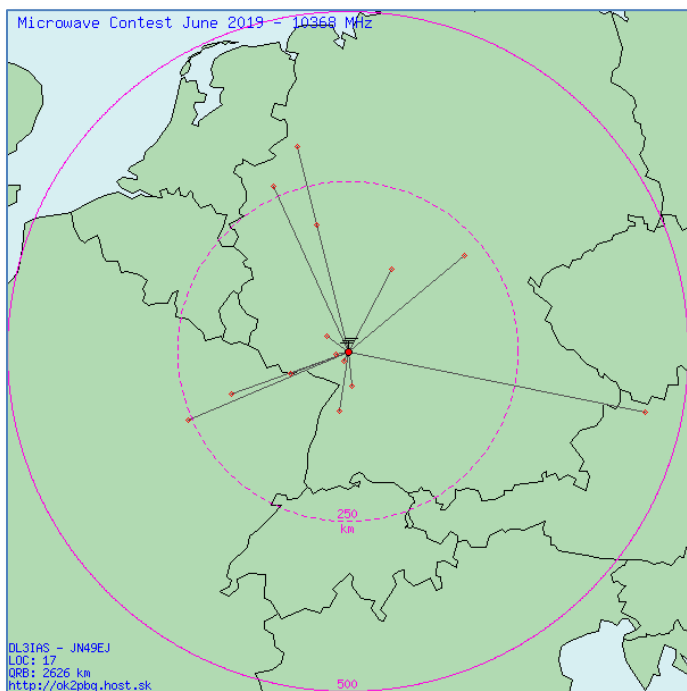 Microwave Contest June 2019 - 10368 MHz
250
km
DL3IAS - JN49EJ
LOC: 17
QRB: 2626 km
http://ok2pbq.host.sk
500